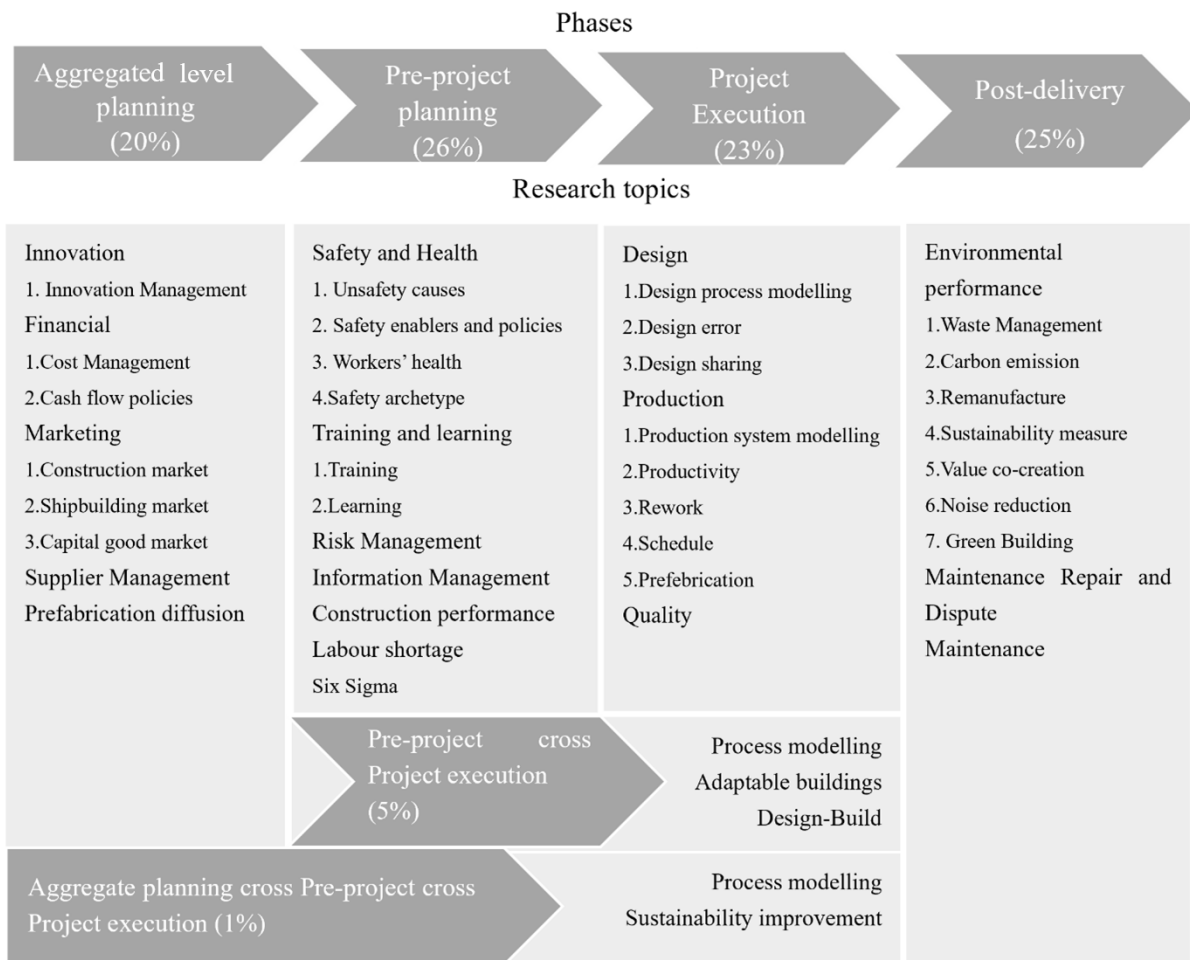 Phases
Aggregated level
planning
(20%)
Pre-project
planning
(26%)
Project
Execution
(23%)
Post-delivery
(25%)
Research topics
Innovation
1. Innovation Management
Financial
1.Cost Management
2.Cash flow policies
Marketing
1.Construction market
2.Shipbuilding market
3.Capital good market
Supplier Management
Prefabrication diffusion
Safety and Health
1. Unsafety causes
2. Safety enablers and policies
3. Workers’ health
4.Safety archetype
Training and learning
1.Training
2.Learning
Risk Management
Information Management
Construction performance
Labour shortage
Six Sigma
Design
1.Design process modelling
2.Design error
3.Design sharing
Production
1.Production system modelling
2.Productivity
3.Rework
4.Schedule
5.Prefebrication
Quality
Environmental
performance
1.Waste Management
2.Carbon emission
3.Remanufacture
4.Sustainability measure
5.Value co-creation
6.Noise reduction
7. Green Building
Maintenance Repair and
Dispute
Maintenance
Pre-project cross
Project execution
(5%)
Process modelling
Adaptable buildings
Design-Build
Aggregate planning cross Pre-project cross
Project execution (1%)
Process modelling
Sustainability improvement